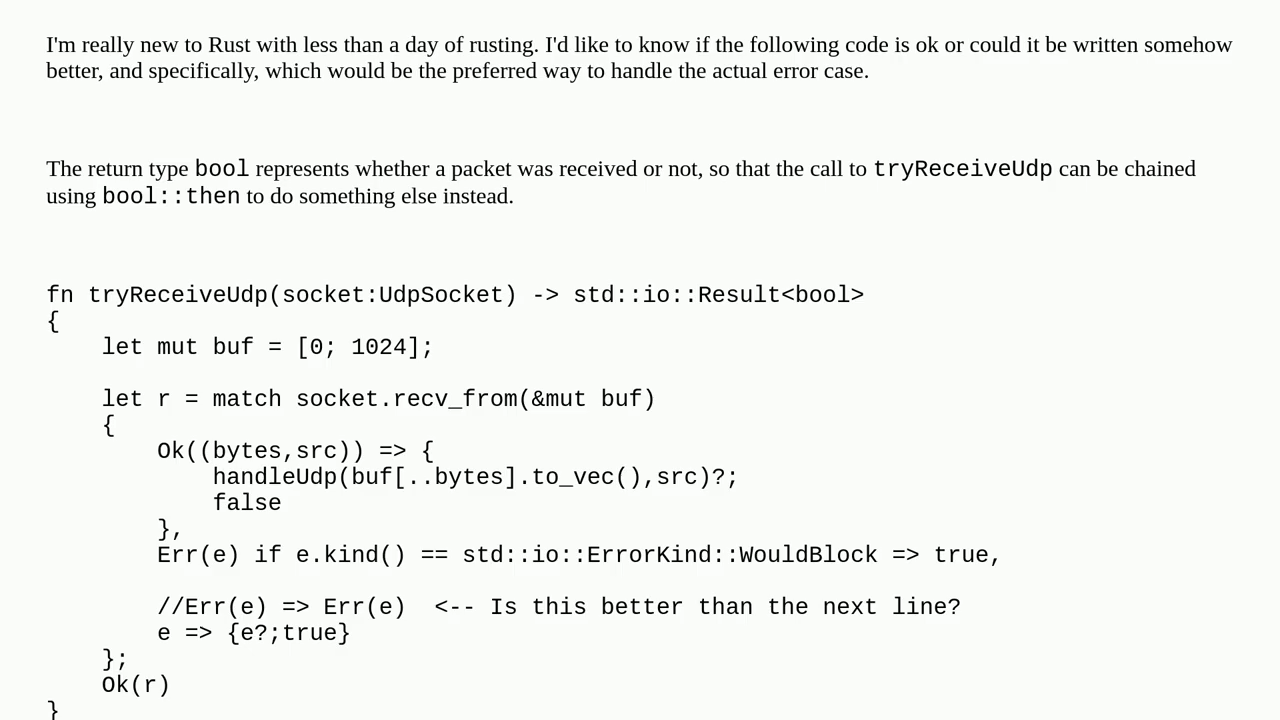 I'm really new to Rust with less than a day of rusting. I'd like to know if the following code is ok or could it be written somehow
better, and specifically, which would be the preferred way to handle the actual error case.
The return type bool represents whether a packet was received or not, so that the call to tryReceiveUdp can be chained
using bool::then to do something else instead.
fn tryReceiveUdp(socket:UdpSocket) -> std::io::Result<bool>
{
    let mut buf = [0; 1024];
    let r = match socket.recv_from(&mut buf)
    {
        Ok((bytes,src)) => {
            handleUdp(buf[..bytes].to_vec(),src)?;
            false
        },
        Err(e) if e.kind() == std::io::ErrorKind::WouldBlock => true,
        //Err(e) => Err(e)  <-- Is this better than the next line?
        e => {e?;true}
    };
    Ok(r)
}